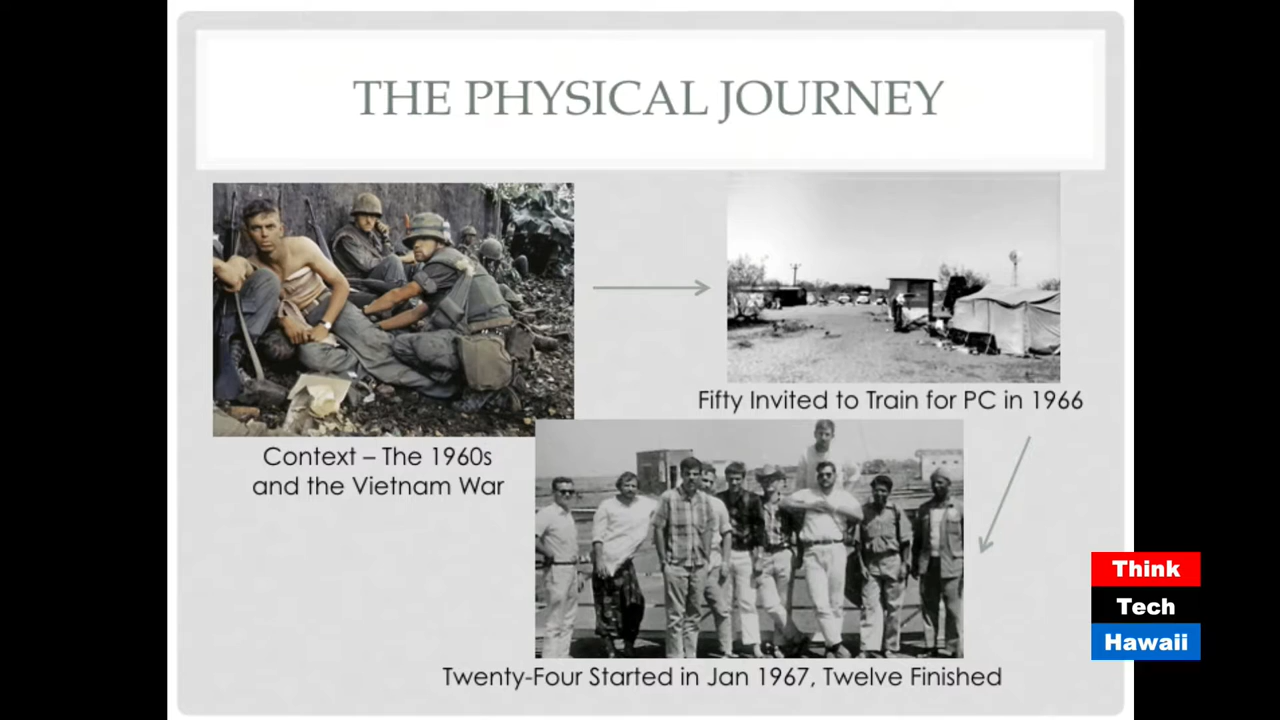 THE PHYSICAL JOURNEY
Fifty Invited to Train for PC in 1966
Context – The 1960s
and the Vietnam War
Twenty-Four Started in Jan 1967, Twelve Finished
Think
Tech
Hawaii